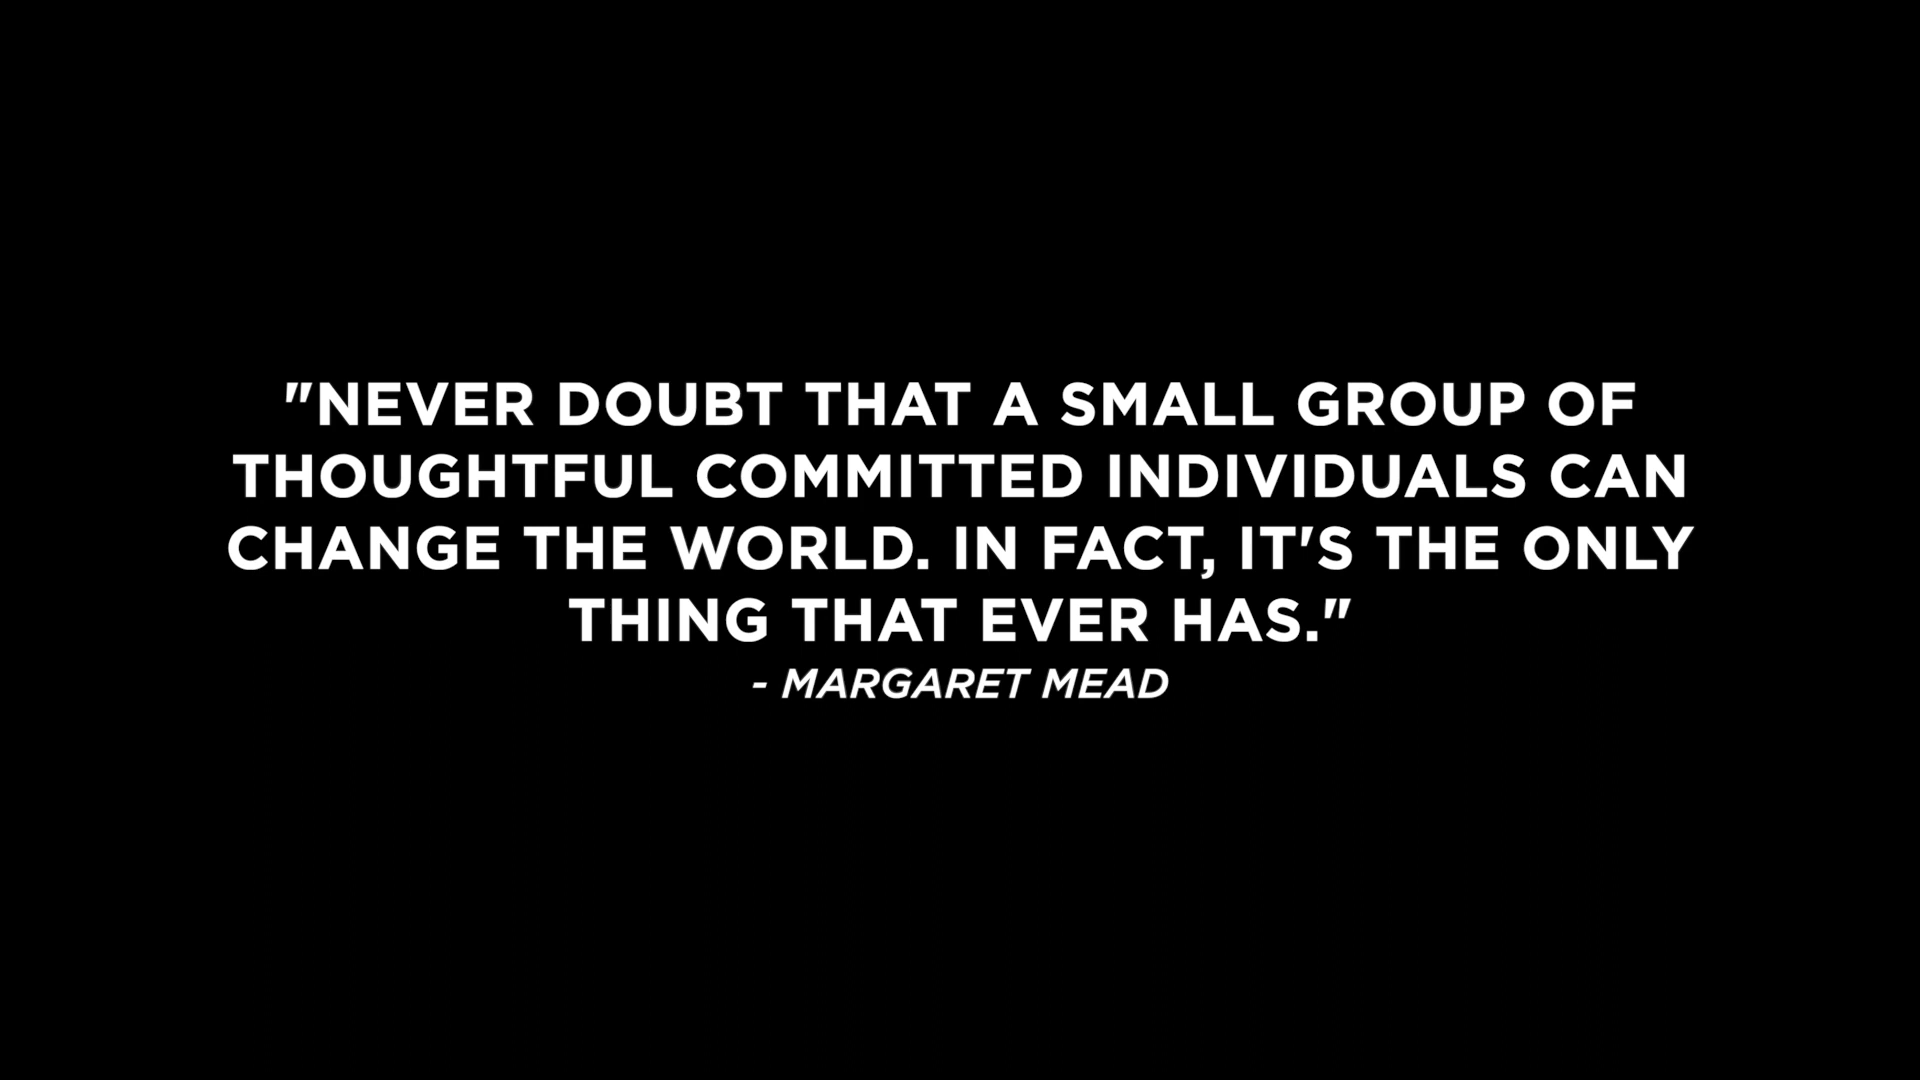 "NEVER DOUBT THAT A SMALL GROUP OF
THOUGHTFUL COMMITTED INDIVIDUALS CAN
CHANGE THE WORLD. IN FACT, IT'S THE ONLY
THING THAT EVER HAS."
- MARGARET MEAD